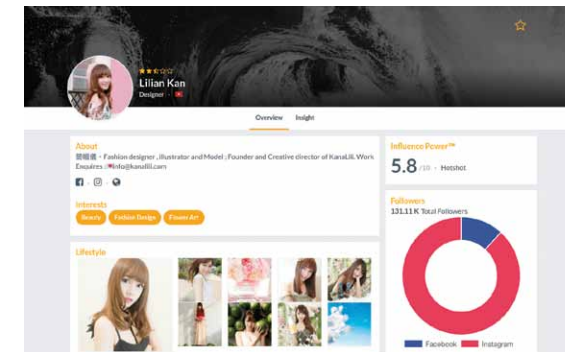 Lilian Kan
Designer
Overview Insight
About
Fashion designer, illustrator and Model; Founder and Creative director of KanaLili. Work
Enquires : info@kanalili.com
Interests
Beauty Fashion Design Flower Art
Lifestyle
Influence Power™
5.8 /10 - Hotshot
Followers
131.11 K Total Followers
Facebook Instagram